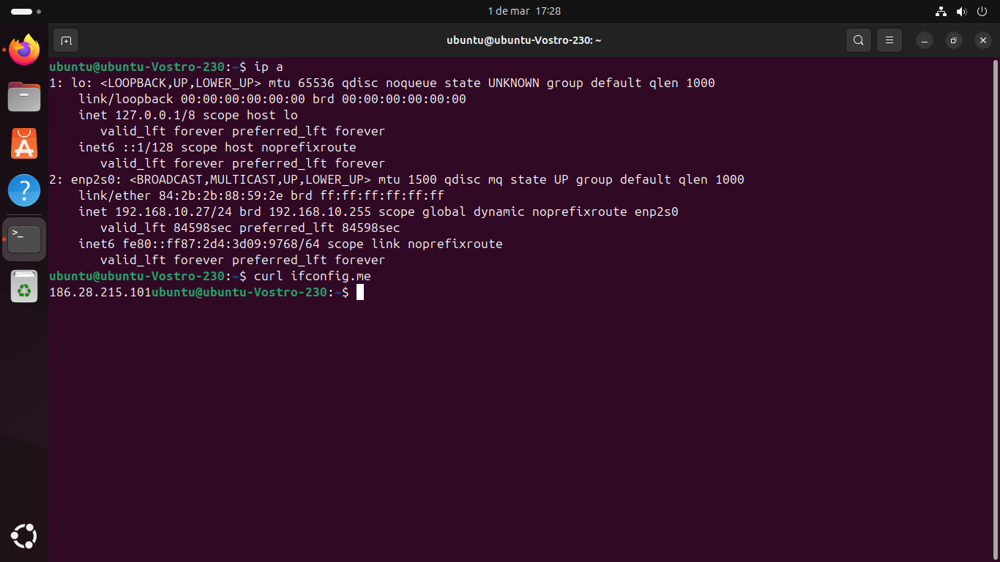 1 de mar 17:28
ubuntu@ubuntu-Vostro-230: ~
ubuntu@ubuntu-Vostro-230:~$ ip a
1: lo: <LOOPBACK,UP,LOWER_UP> mtu 65536 qdisc noqueue state UNKNOWN group default qlen 1000
    link/loopback 00:00:00:00:00:00 brd 00:00:00:00:00:00
    inet 127.0.0.1/8 scope host lo
       valid_lft forever preferred_lft forever
    inet6 ::1/128 scope host noprefixroute
       valid_lft forever preferred_lft forever
2: enp2s0: <BROADCAST,MULTICAST,UP,LOWER_UP> mtu 1500 qdisc mq state UP group default qlen 1000
    link/ether 84:2b:2b:88:59:2e brd ff:ff:ff:ff:ff:ff
    inet 192.168.10.27/24 brd 192.168.10.255 scope global dynamic noprefixroute enp2s0
       valid_lft 84598sec preferred_lft 84598sec
    inet6 fe80::ff87:2d4:3d09:9768/64 scope link noprefixroute
       valid_lft forever preferred_lft forever
ubuntu@ubuntu-Vostro-230:~$ curl ifconfig.me
186.28.215.101ubuntu@ubuntu-Vostro-230:~$